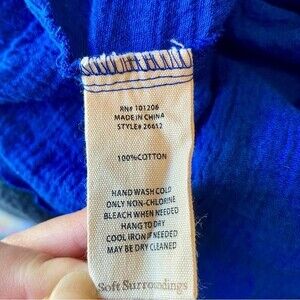 RN# 101206
MADE IN CHINA
STYLE# 26612
100%COTTON
HAND WASH COLD
ONLY NON-CHLORINE
BLEACH WHEN NEEDED
HANG TO DRY
COOL IRON IF NEEDED
MAY BE DRY CLEANED
Soft Surroundings